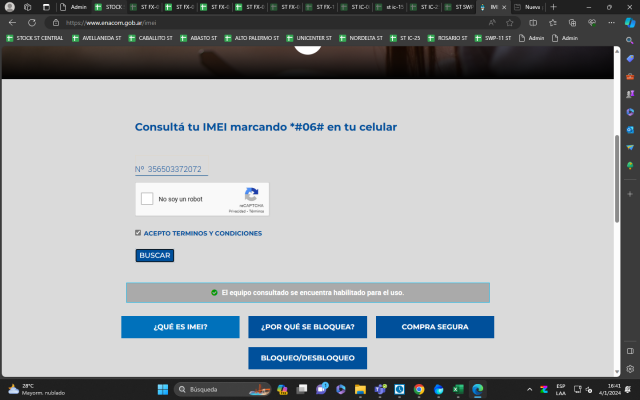 Admin
STOCK
ST FX-
ST FX-
ST FX-
ST FX-
ST FX-
ST IC-
st ic-15
ST IC-2
ST SW
IME
Nueva
https://www.enacom.gob.ar/imei
STOCK ST CENTRAL
AVELLANEDA ST
CABALLITO ST
ABASTO ST
ALTO PALERMO ST
UNICENTER ST
NORDELTA ST
ST IC-25
ROSARIO ST
SWP-11 ST
Admin
Admin
Consultá tu IMEI marcando *#06# en tu celular
Nº 356503372072
No soy un robot
reCAPTCHA
Privacidad - Términos
ACEPTO TERMINOS Y CONDICIONES
BUSCAR
El equipo consultado se encuentra habilitado para el uso.
¿QUÉ ES IMEI?
¿POR QUÉ SE BLOQUEA?
COMPRA SEGURA
BLOQUEO/DESBLOQUEO
28°C
Mayorm. nublado
Búsqueda
ESP
LAA
16:41
4/1/2024